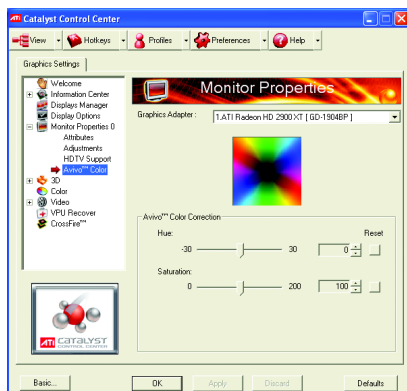 ATI Catalyst Control Center
View Hotkeys Profiles Preferences Help
Graphics Settings
Welcome
Information Center
Displays Manager
Display Options
Monitor Properties 0
Attributes
Adjustments
HDTV Support
Avivo™ Color
3D
Color
Video
VPU Recover
CrossFire™
ATI CATALYST
CONTROL CENTER
Monitor Properties
Graphics Adapter: 1.ATI Radeon HD 2900 XT [ GD-1904BP ]
Avivo™ Color Correction
Hue: Reset
-30 30 0
Saturation:
0 200 100
Basic... OK Apply Discard Defaults